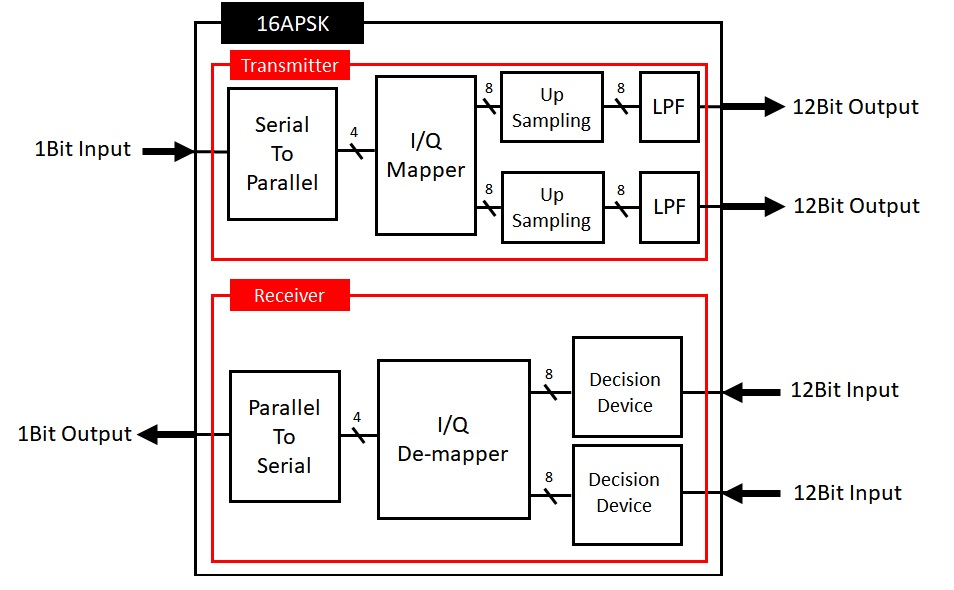 16APSK
Transmitter
1Bit Input
Serial
To
Parallel
4
I/Q
Mapper
8
Up
Sampling
8
LPF
12Bit Output
8
Up
Sampling
8
LPF
12Bit Output
Receiver
1Bit Output
Parallel
To
Serial
4
I/Q
De-mapper
8
Decision
Device
12Bit Input
8
Decision
Device
12Bit Input